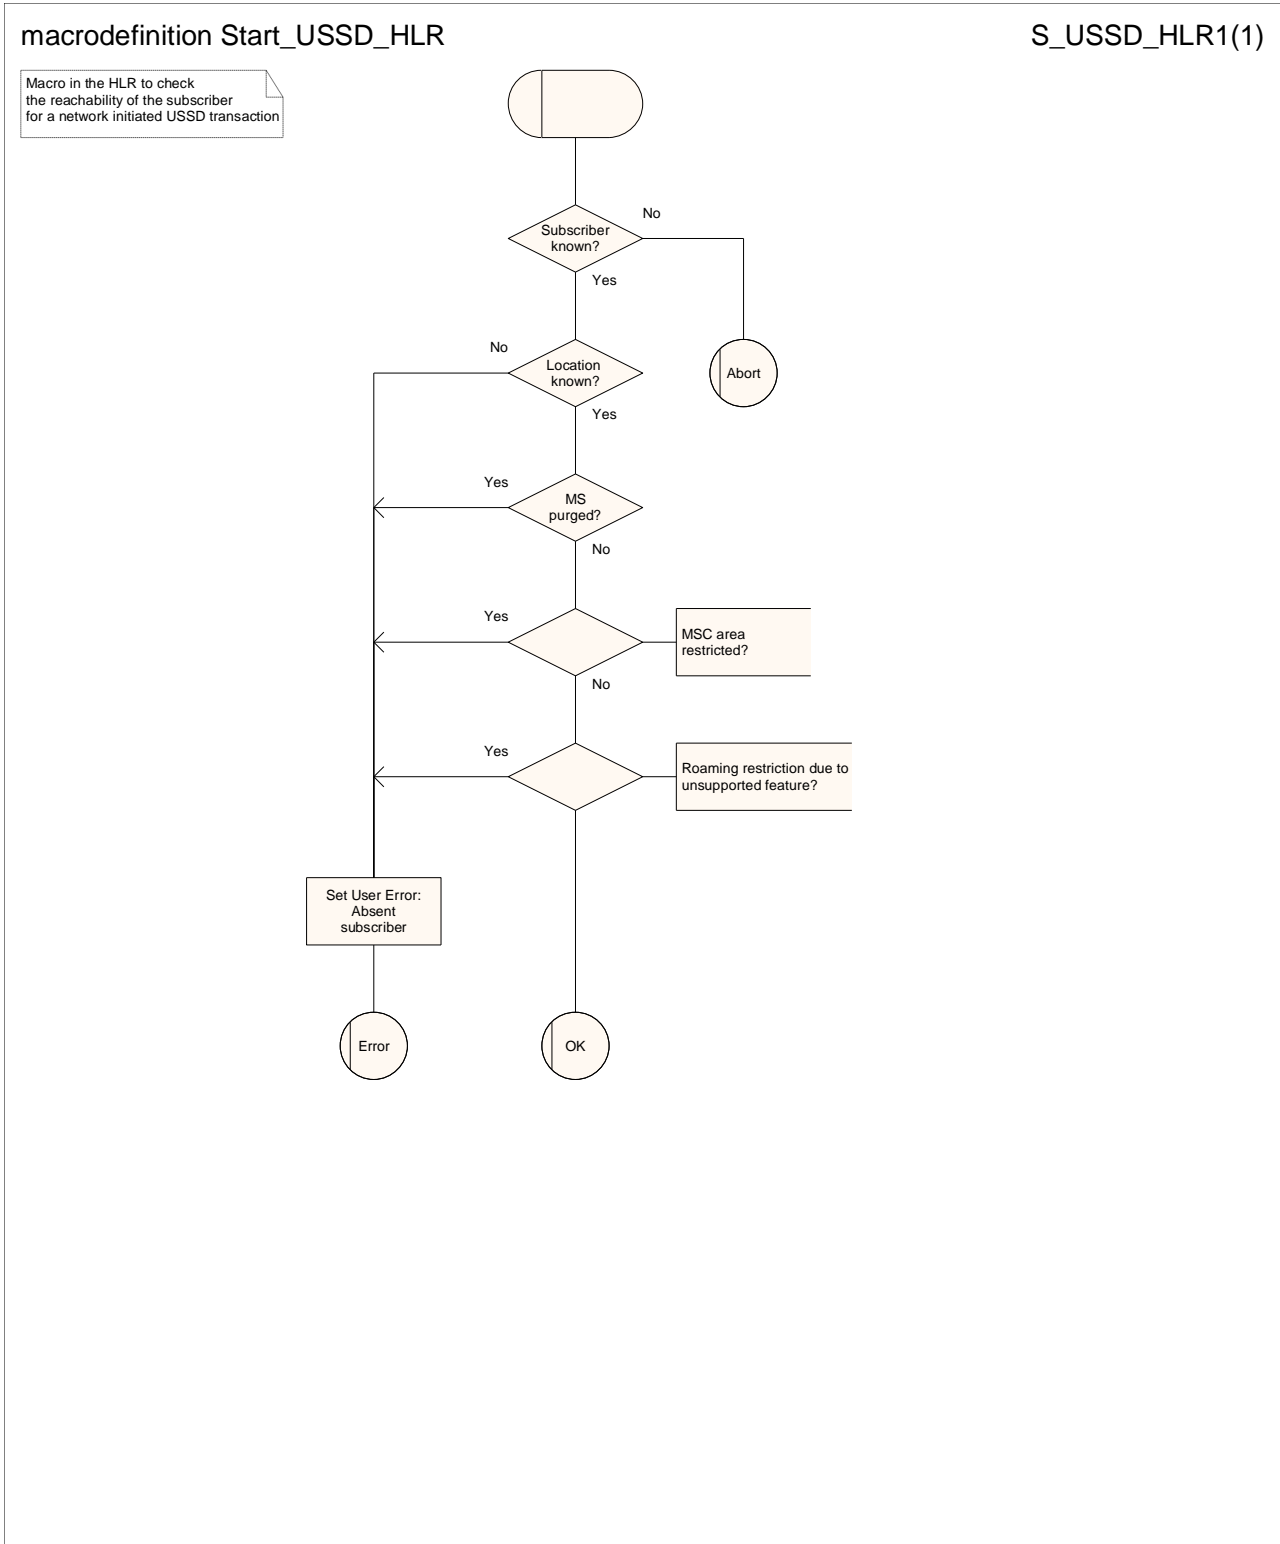 macrodefinition Start_USSD_HLR
S_USSD_HLR1(1)
Macro in the HLR to check
the reachability of the subscriber
for a network initiated USSD transaction
Subscriber
known?
No
Yes
Location
known?
No
Yes
Abort
MS
purged?
Yes
No
Yes
MSC area
restricted?
No
Yes
Roaming restriction due to
unsupported feature?
Set User Error:
Absent
subscriber
Error
OK